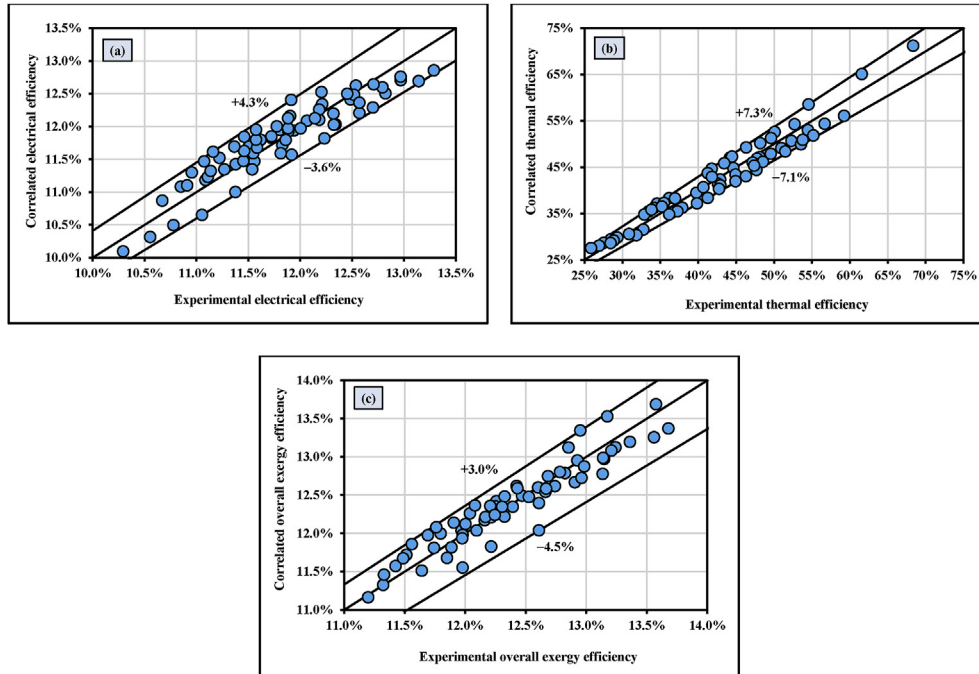 (a)
13.5%
13.0%
12.5%
12.0%
11.5%
11.0%
10.5%
10.0%
+4.3%
−3.6%
10.0% 10.5% 11.0% 11.5% 12.0% 12.5% 13.0% 13.5%
Correlated electrical efficiency
Experimental electrical efficiency
(b)
75%
65%
55%
45%
35%
25%
+7.3%
−7.1%
25% 30% 35% 40% 45% 50% 55% 60% 65% 70% 75%
Correlated thermal efficiency
Experimental thermal efficiency
(c)
14.0%
13.5%
13.0%
12.5%
12.0%
11.5%
11.0%
+3.0%
−4.5%
11.0% 11.5% 12.0% 12.5% 13.0% 13.5% 14.0%
Correlated overall exergy efficiency
Experimental overall exergy efficiency